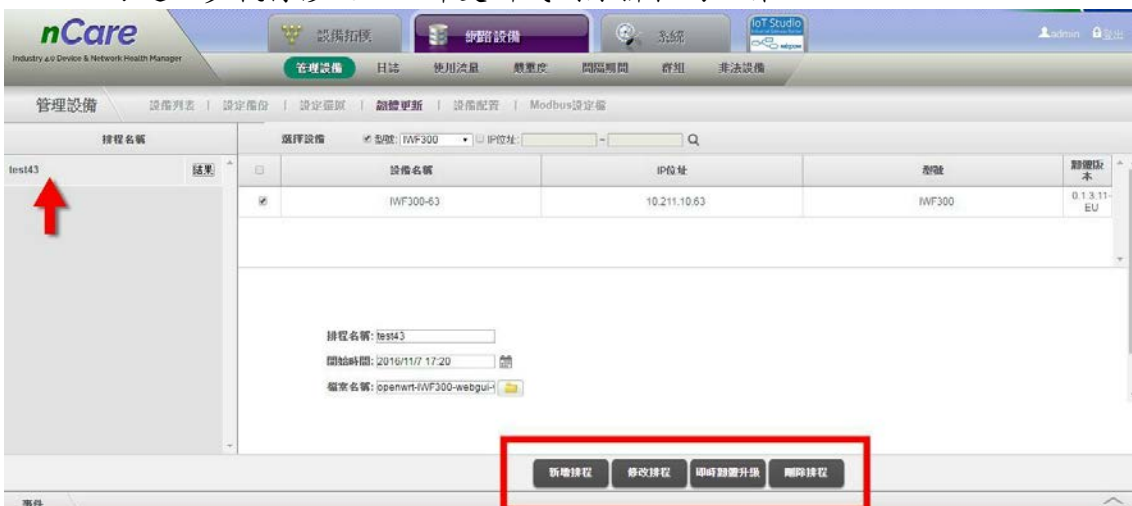 nCare
Industry 4.0 Device & Network Health Manager
設備拓樸
網路設備
系統
IoT Studio
admin
登出
管理設備 日誌 使用流量 嚴重度 間隔期間 群組 非法設備
管理設備 設備列表 | 設定備份 | 設定還原 | 韌體更新 | 設備配置 | Modbus設定檔
排程名稱
選擇設備 型號: IWF300 IP位址: -
test43 結果
設備名稱 IP位址 型號 韌體版本
IWF300-63 10.211.10.63 IWF300 0.1.3.11-EU
排程名稱: test43
開始時間: 2016/11/7 17:20
檔案名稱: openwrt-IWF300-webgui-
新增排程 修改排程 即時韌體升級 刪除排程
事件